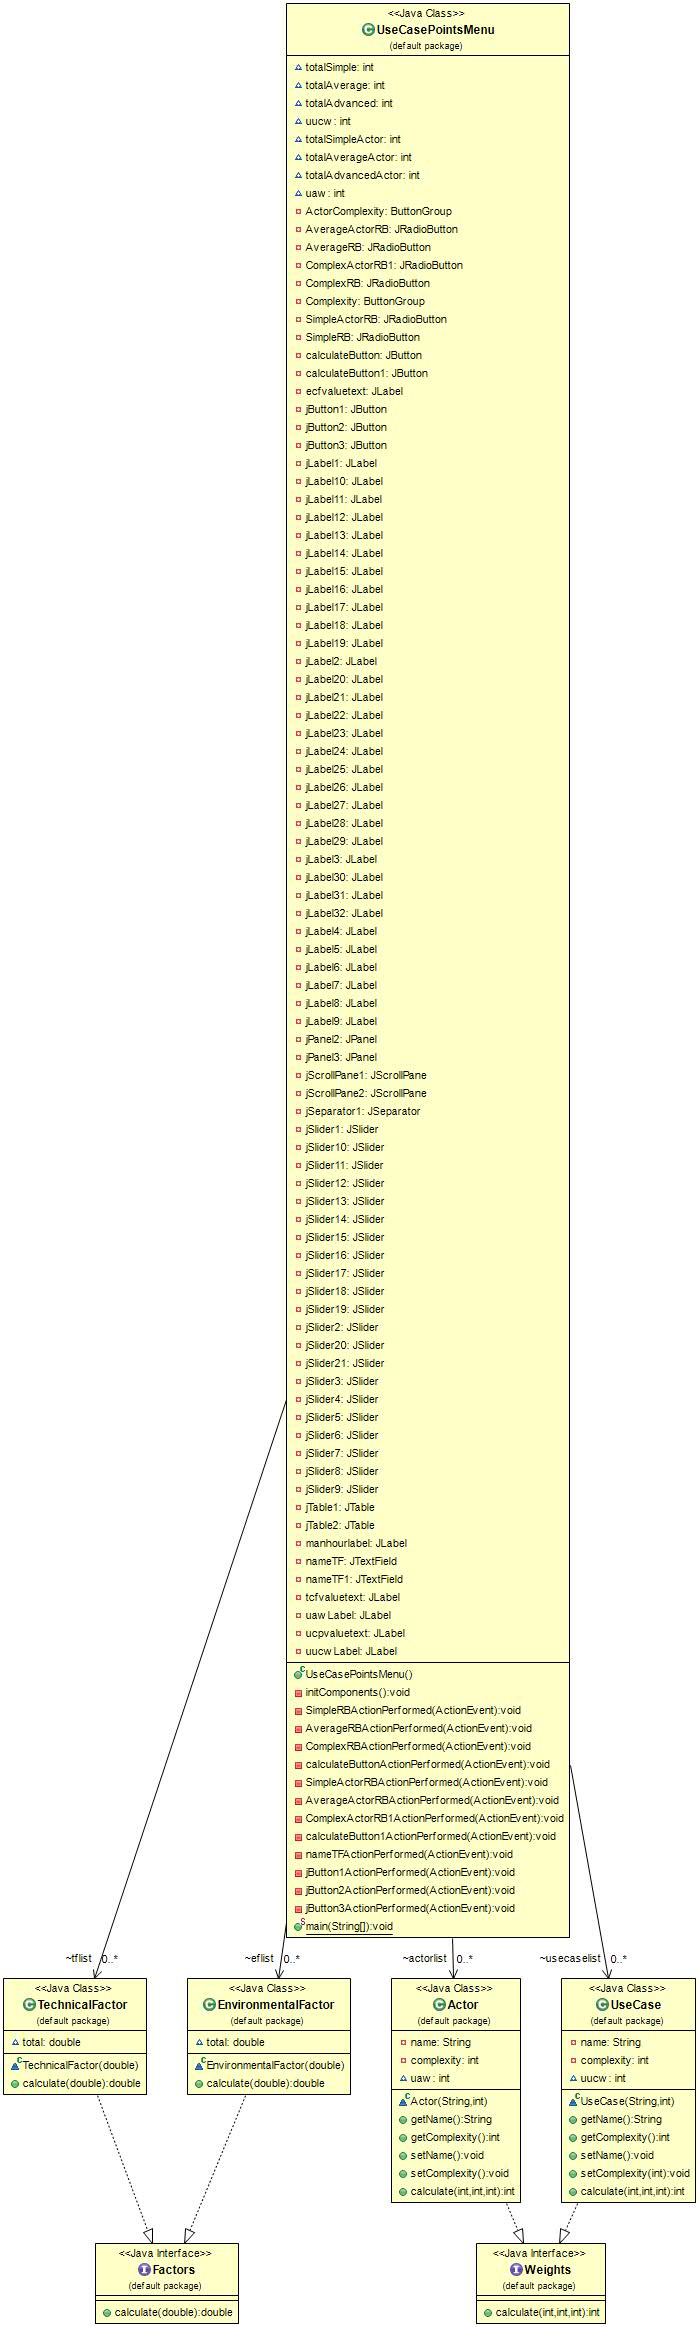 <<Java Class>>
UseCasePointsMenu
(default package)
totalSimple: int
totalAverage: int
totalAdvanced: int
uucw : int
totalSimpleActor: int
totalAverageActor: int
totalAdvancedActor: int
uaw : int
ActorComplexity: ButtonGroup
AverageActorRB: JRadioButton
AverageRB: JRadioButton
ComplexActorRB1: JRadioButton
ComplexRB: JRadioButton
Complexity: ButtonGroup
SimpleActorRB: JRadioButton
SimpleRB: JRadioButton
calculateButton: JButton
calculateButton1: JButton
ecfvaluetext: JLabel
jButton1: JButton
jButton2: JButton
jButton3: JButton
jLabel1: JLabel
jLabel10: JLabel
jLabel11: JLabel
jLabel12: JLabel
jLabel13: JLabel
jLabel14: JLabel
jLabel15: JLabel
jLabel16: JLabel
jLabel17: JLabel
jLabel18: JLabel
jLabel19: JLabel
jLabel2: JLabel
jLabel20: JLabel
jLabel21: JLabel
jLabel22: JLabel
jLabel23: JLabel
jLabel24: JLabel
jLabel25: JLabel
jLabel26: JLabel
jLabel27: JLabel
jLabel28: JLabel
jLabel29: JLabel
jLabel3: JLabel
jLabel30: JLabel
jLabel31: JLabel
jLabel32: JLabel
jLabel4: JLabel
jLabel5: JLabel
jLabel6: JLabel
jLabel7: JLabel
jLabel8: JLabel
jLabel9: JLabel
jPanel2: JPanel
jPanel3: JPanel
jScrollPane1: JScrollPane
jScrollPane2: JScrollPane
jSeparator1: JSeparator
jSlider1: JSlider
jSlider10: JSlider
jSlider11: JSlider
jSlider12: JSlider
jSlider13: JSlider
jSlider14: JSlider
jSlider15: JSlider
jSlider16: JSlider
jSlider17: JSlider
jSlider18: JSlider
jSlider19: JSlider
jSlider2: JSlider
jSlider20: JSlider
jSlider21: JSlider
jSlider3: JSlider
jSlider4: JSlider
jSlider5: JSlider
jSlider6: JSlider
jSlider7: JSlider
jSlider8: JSlider
jSlider9: JSlider
jTable1: JTable
jTable2: JTable
manhourlabel: JLabel
nameTF: JTextField
nameTF1: JTextField
tcfvaluetext: JLabel
uaw Label: JLabel
ucpvaluetext: JLabel
uucw Label: JLabel
UseCasePointsMenu()
initComponents():void
SimpleRBActionPerformed(ActionEvent):void
AverageRBActionPerformed(ActionEvent):void
ComplexRBActionPerformed(ActionEvent):void
calculateButtonActionPerformed(ActionEvent):void
SimpleActorRBActionPerformed(ActionEvent):void
AverageActorRBActionPerformed(ActionEvent):void
ComplexActorRB1ActionPerformed(ActionEvent):void
calculateButton1ActionPerformed(ActionEvent):void
nameTFActionPerformed(ActionEvent):void
jButton1ActionPerformed(ActionEvent):void
jButton2ActionPerformed(ActionEvent):void
jButton3ActionPerformed(ActionEvent):void
main(String[]):void
~tflist 0..*
~eflist 0..*
~actorlist 0..*
~usecaselist 0..*
<<Java Class>>
TechnicalFactor
(default package)
total: double
TechnicalFactor(double)
calculate(double):double
<<Java Class>>
EnvironmentalFactor
(default package)
total: double
EnvironmentalFactor(double)
calculate(double):double
<<Java Class>>
Actor
(default package)
name: String
complexity: int
uaw : int
Actor(String,int)
getName():String
getComplexity():int
setName():void
setComplexity():void
calculate(int,int,int):int
<<Java Class>>
UseCase
(default package)
name: String
complexity: int
uucw : int
UseCase(String,int)
getName():String
getComplexity():int
setName():void
setComplexity(int):void
calculate(int,int,int):int
<<Java Interface>>
Factors
(default package)
calculate(double):double
<<Java Interface>>
Weights
(default package)
calculate(int,int,int):int